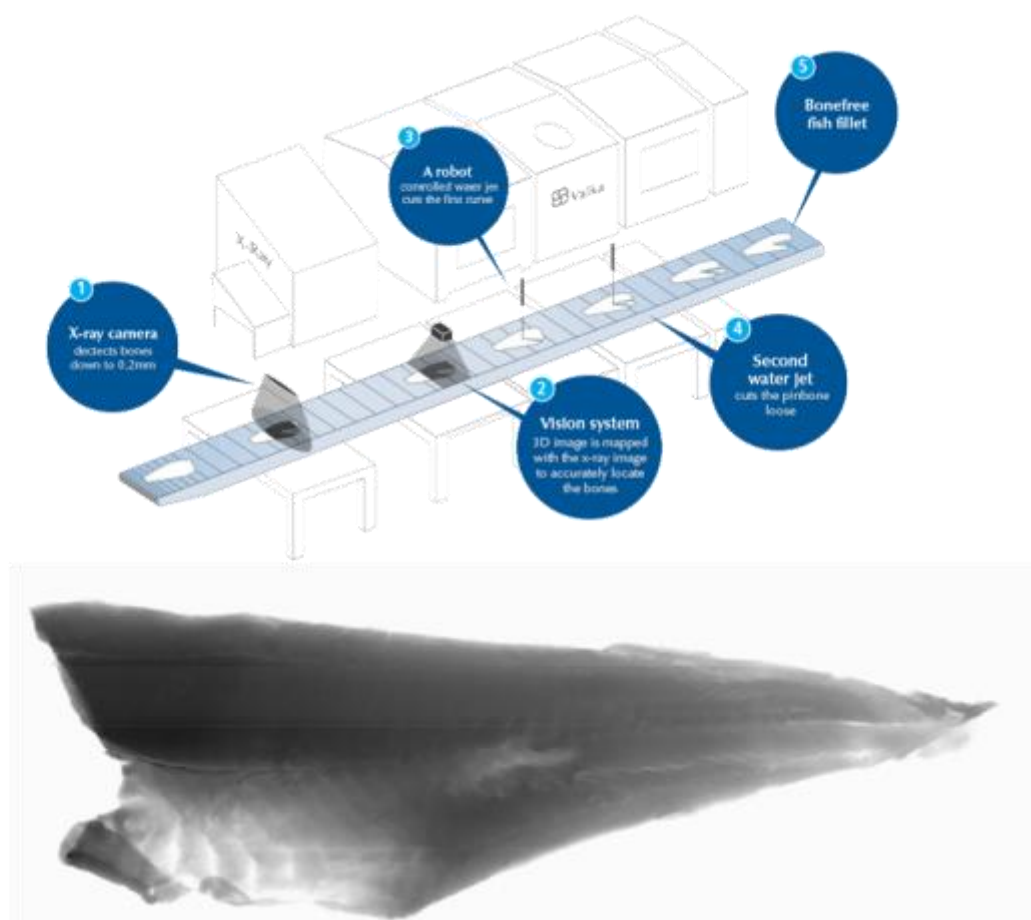 1
X-ray camera
dectects bones
down to 0.2mm
2
Vision system
3D image is mapped
with the x-ray image
to accurately locate
the bones
3
A robot
controlled water jet
cuts the first curve
4
Second
water jet
cuts the pinbone
loose
5
Bonefree
fish fillet
X-Ray
Valka